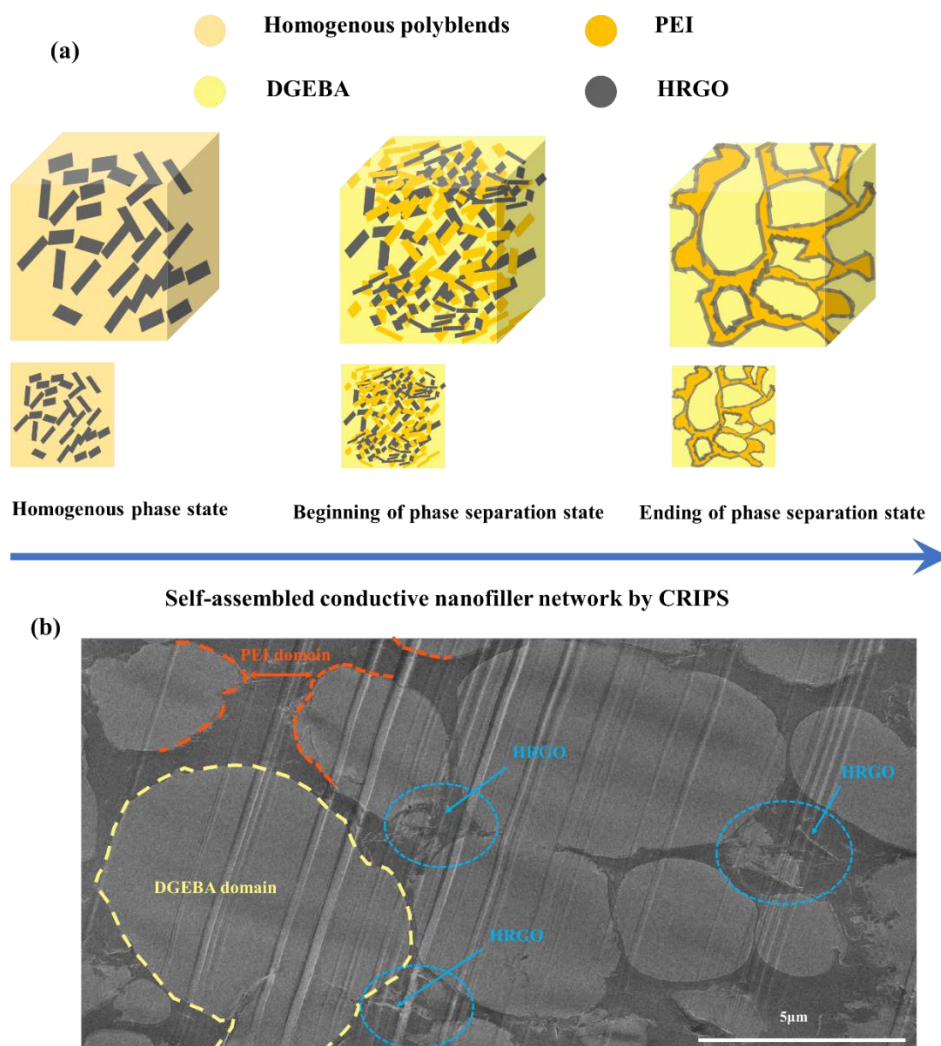 (a)
Homogenous polyblends
PEI
DGEBA
HRGO
Homogenous phase state
Beginning of phase separation state
Ending of phase separation state
Self-assembled conductive nanofiller network by CRIPS
(b)
PEI domain
HRGO
HRGO
DGEBA domain
HRGO
5μm